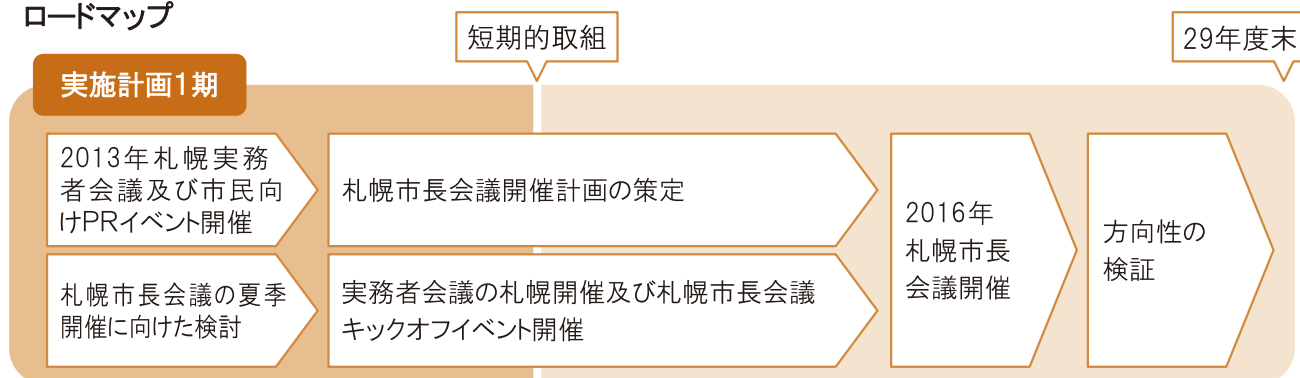 ロードマップ
短期的取組
29年度末
実施計画1期
2013年札幌実務
者会議及び市民向
けPRイベント開催
札幌市長会議開催計画の策定
札幌市長会議の夏季
開催に向けた検討
実務者会議の札幌開催及び札幌市長会議
キックオフイベント開催
2016年
札幌市長
会議開催
方向性の
検証